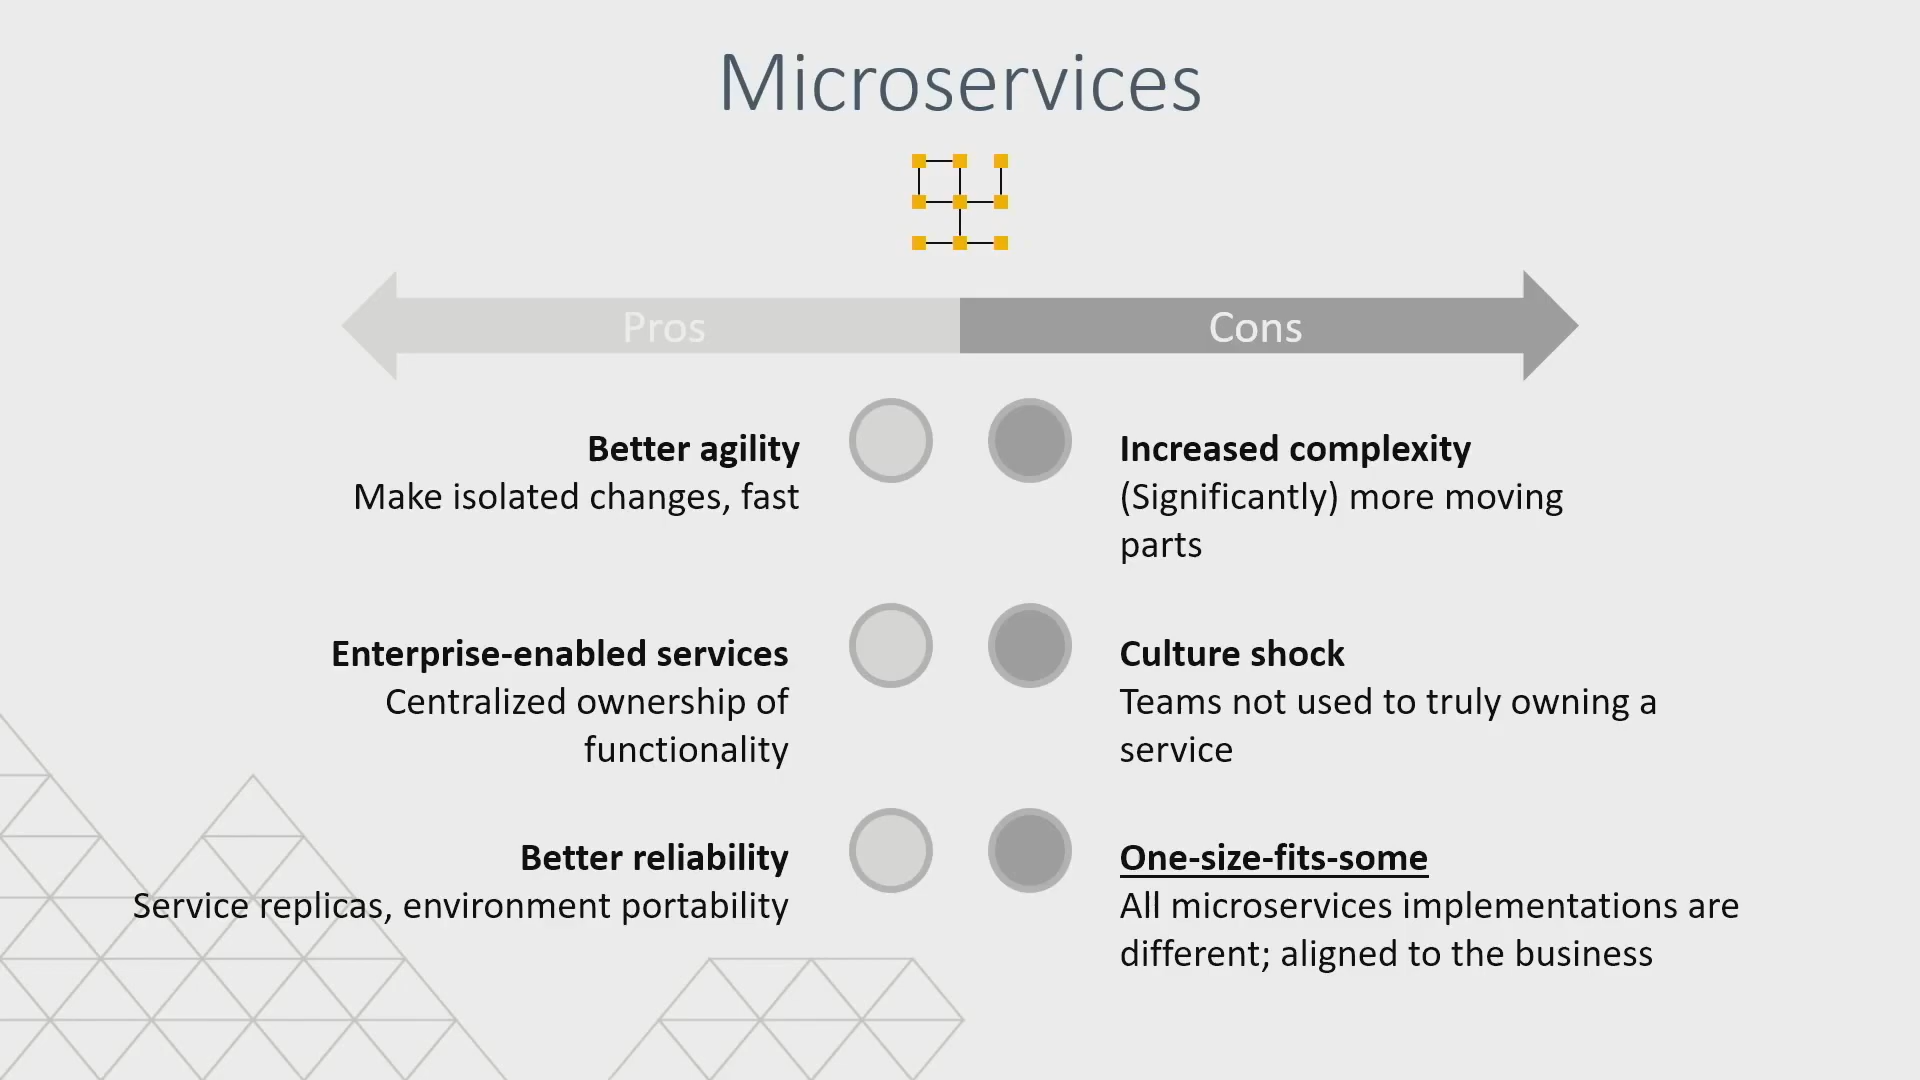 Microservices
Pros
Cons
Better agility
Make isolated changes, fast
Increased complexity
(Significantly) more moving
parts
Enterprise-enabled services
Centralized ownership of
functionality
Culture shock
Teams not used to truly owning a
service
Better reliability
Service replicas, environment portability
One-size-fits-some
All microservices implementations are
different; aligned to the business